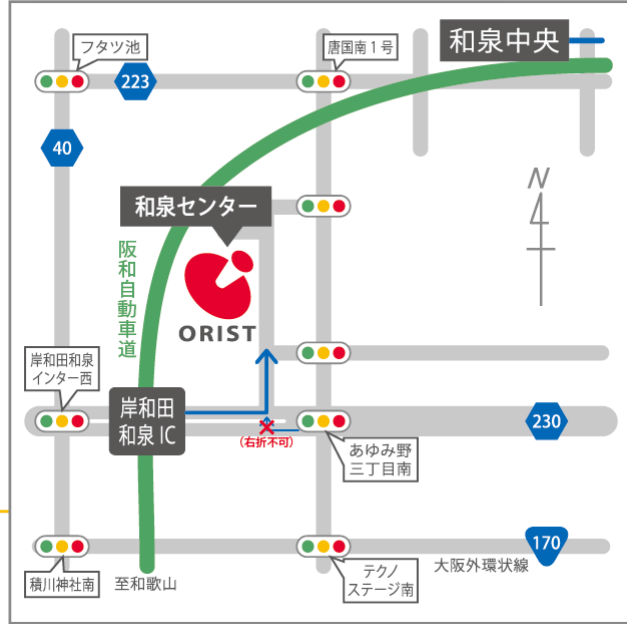 フタツ池
唐国南1号
和泉中央
223
40
N
和泉センター
阪和自動車道
ORIST
岸和田和泉
インター西
岸和田
和泉IC
(右折不可)
あゆみ野
三丁目南
230
170
大阪外環状線
積川神社南
至和歌山
テクノ
ステージ南